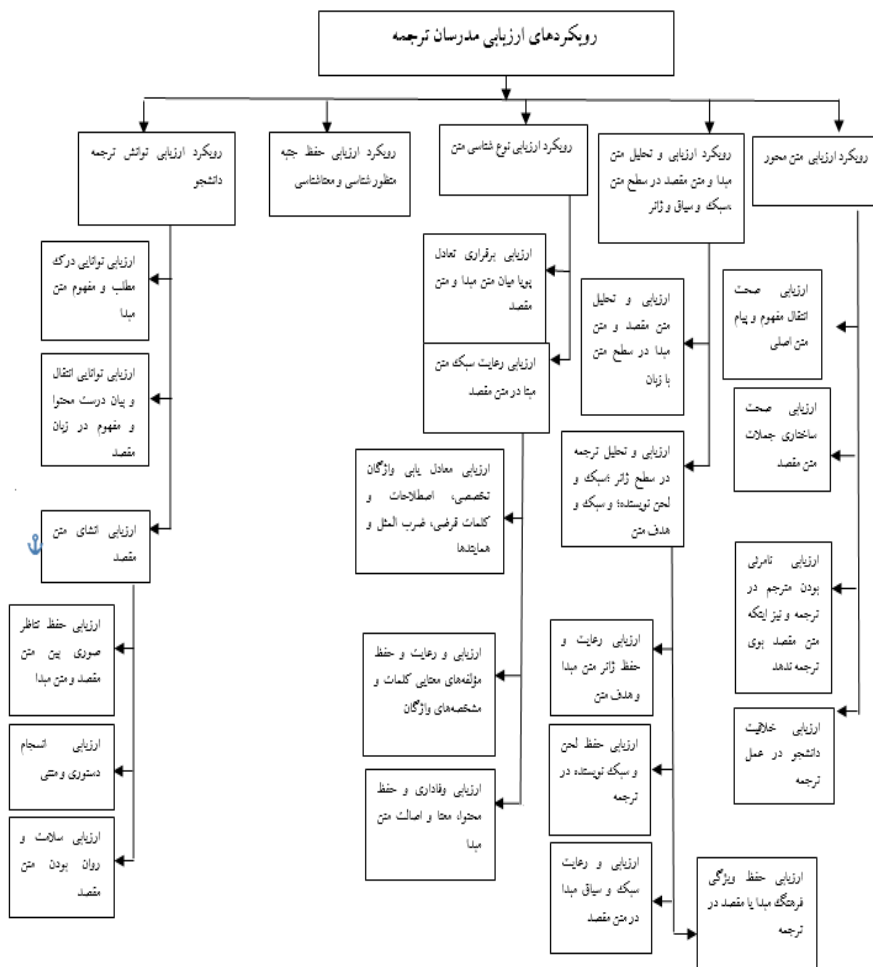 رویکردهای ارزیابی مدرسان ترجمه
رویکرد ارزیابی متن محور
ارزیابی صحت
انتقال مفهوم و پیام
متن اصلی
ارزیابی صحت
ساختاری جملات
متن مقصد
ارزیابی نامرئی
بودن مترجم در
ترجمه و نیز اینکه
متن مقصد بوی
ترجمه ندهد
ارزیابی خلاقیت
دانشجو در عمل
ترجمه
رویکرد ارزیابی و تحلیل متن
مبدا و متن مقصد در سطح متن
،سبک و سیاق و ژانر
ارزیابی و تحلیل
متن مقصد و متن
مبدا در سطح متن
با زبان
ارزیابی و تحلیل ترجمه
در سطح ژانر ؛سبک و
لحن نویسنده؛ و سبک و
هدف متن
ارزیابی رعایت و
حفظ ژانر متن مبدا
و هدف متن
ارزیابی حفظ لحن
و سبک نویسنده در
ترجمه
ارزیابی و رعایت
سبک و سیاق مبدا
در متن مقصد
ارزیابی حفظ ویژگی
فرهنگ مبدا یا مقصد در
ترجمه
رویکرد ارزیابی نوع شناسی متن
ارزیابی برقراری تعادل
پویا میان متن مبدا و متن
مقصد
ارزیابی رعایت سبک متن
مبتا در متن مقصد
ارزیابی معادل یابی واژگان
تخصصی، اصطلاحات و
کلمات قرضی، ضرب المثل و
همایندها
ارزیابی و رعایت و حفظ
مؤلفه‌های معنایی کلمات و
مشخصه‌های واژگان
ارزیابی وفاداری و حفظ
محتوا، معنا و اصالت متن
مبدا
رویکرد ارزیابی حفظ جنبه
منظور شناسی و معناشناسی
رویکرد ارزیابی توانش ترجمه
دانشجو
ارزیابی توانایی درک
مطلب و مفهوم متن
مبدا
ارزیابی توانایی انتقال
و بیان درست محتوا
و مفهوم در زبان
مقصد
ارزیابی انشای متن
مقصد
ارزیابی حفظ تناظر
صوری بین متن
مقصد و متن مبدا
ارزیابی انسجام
دستوری و متنی
ارزیابی سلامت و
روان بودن متن
مقصد